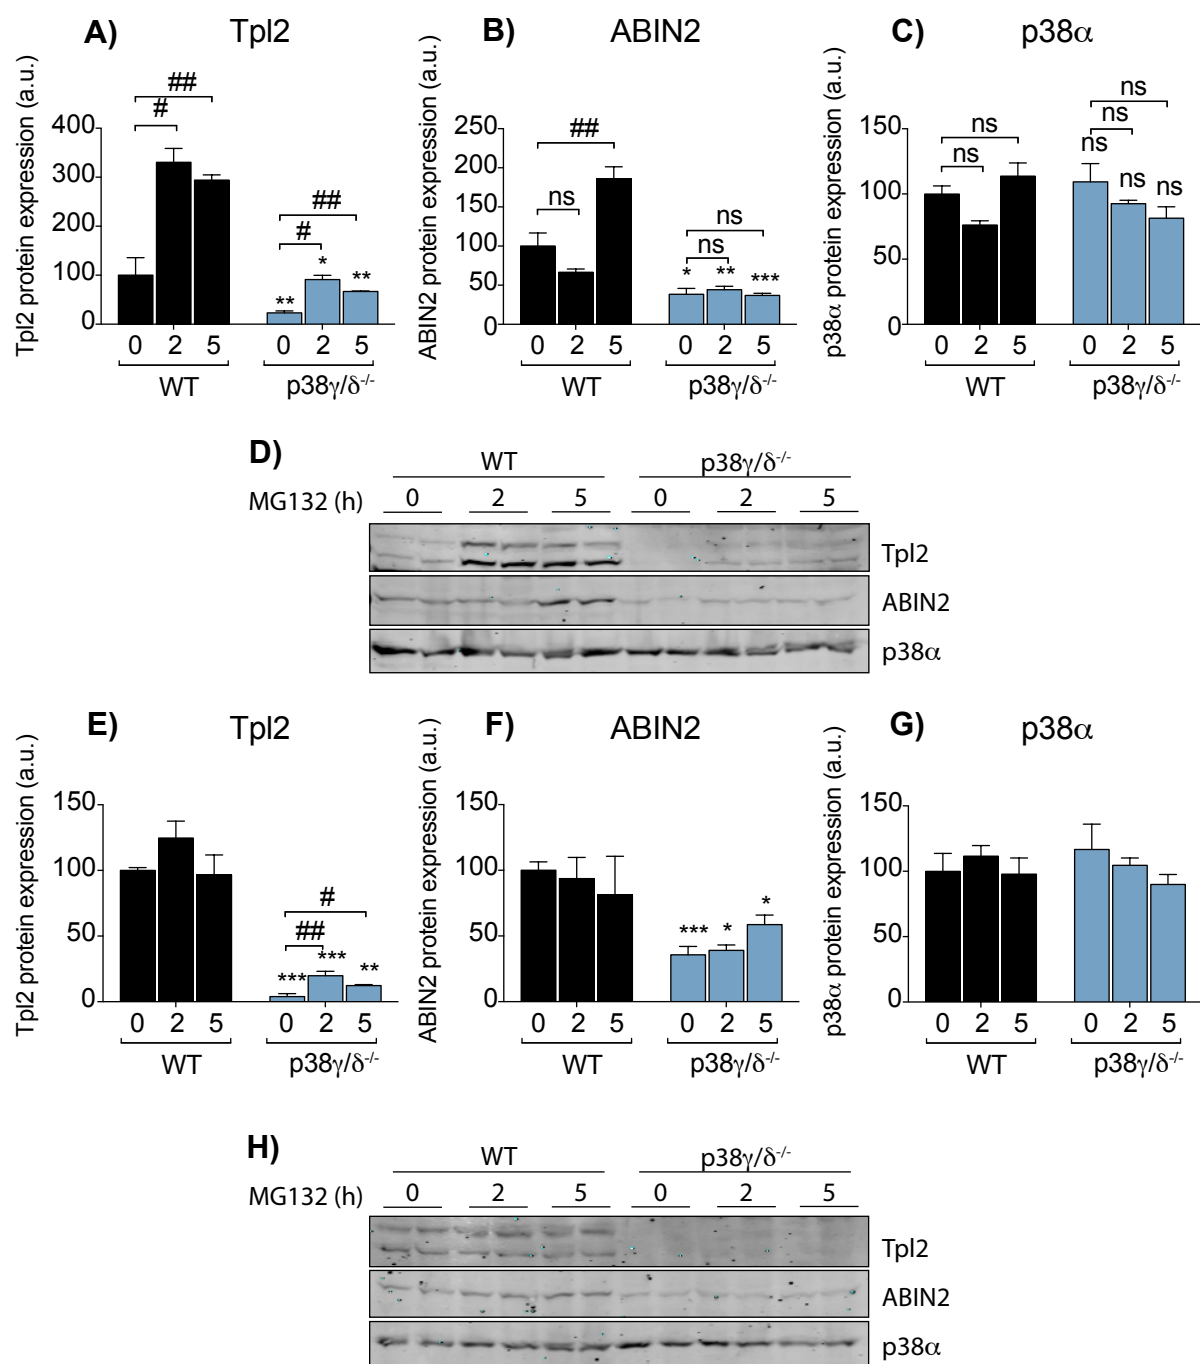 A) Tpl2
Tpl2 protein expression (a.u.)
400
300
200
100
0
##
#
##
#
**
*
**
0 2 5 0 2 5
WT p38γ/δ-/-
B) ABIN2
ABIN2 protein expression (a.u.)
250
200
150
100
50
0
##
ns
ns
ns
*
**
***
0 2 5 0 2 5
WT p38γ/δ-/-
C) p38α
p38α protein expression (a.u.)
150
100
50
0
ns
ns
ns
ns
ns
ns
ns
0 2 5 0 2 5
WT p38γ/δ-/-
D)
WT p38γ/δ-/-
MG132 (h) 0 2 5 0 2 5
Tpl2
ABIN2
p38α
E) Tpl2
Tpl2 protein expression (a.u.)
150
100
50
0
#
##
***
***
**
0 2 5 0 2 5
WT p38γ/δ-/-
F) ABIN2
ABIN2 protein expression (a.u.)
150
100
50
0
***
*
*
0 2 5 0 2 5
WT p38γ/δ-/-
G) p38α
p38α protein expression (a.u.)
150
100
50
0
0 2 5 0 2 5
WT p38γ/δ-/-
H)
WT p38γ/δ-/-
MG132 (h) 0 2 5 0 2 5
Tpl2
ABIN2
p38α